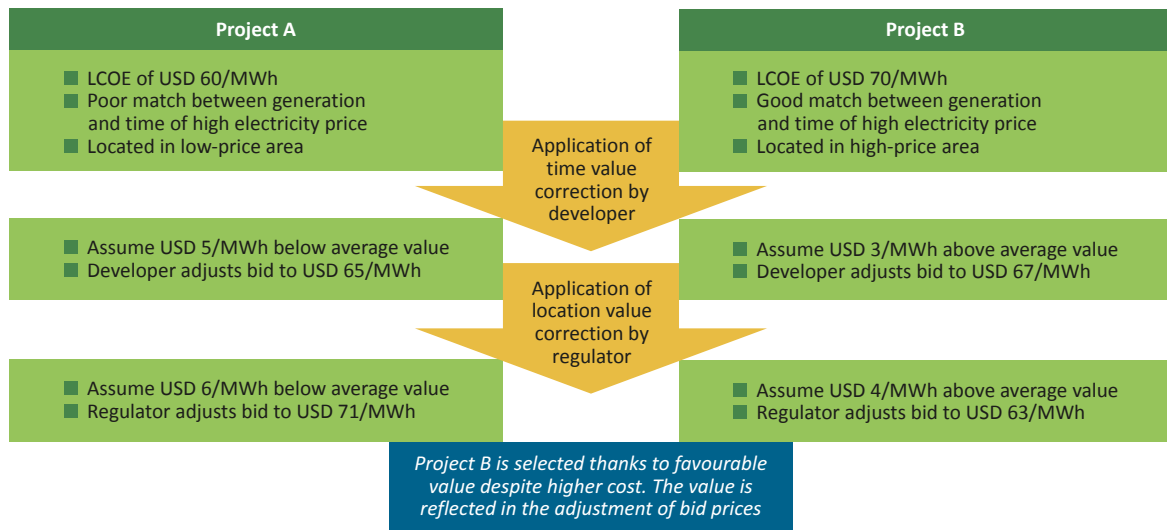 Project A
LCOE of USD 60/MWh
Poor match between generation
and time of high electricity price
Located in low-price area
Project B
LCOE of USD 70/MWh
Good match between generation
and time of high electricity price
Located in high-price area
Application of
time value
correction by
developer
Assume USD 5/MWh below average value
Developer adjusts bid to USD 65/MWh
Assume USD 3/MWh above average value
Developer adjusts bid to USD 67/MWh
Application of
location value
correction by
regulator
Assume USD 6/MWh below average value
Regulator adjusts bid to USD 71/MWh
Assume USD 4/MWh above average value
Regulator adjusts bid to USD 63/MWh
Project B is selected thanks to favourable
value despite higher cost. The value is
reflected in the adjustment of bid prices